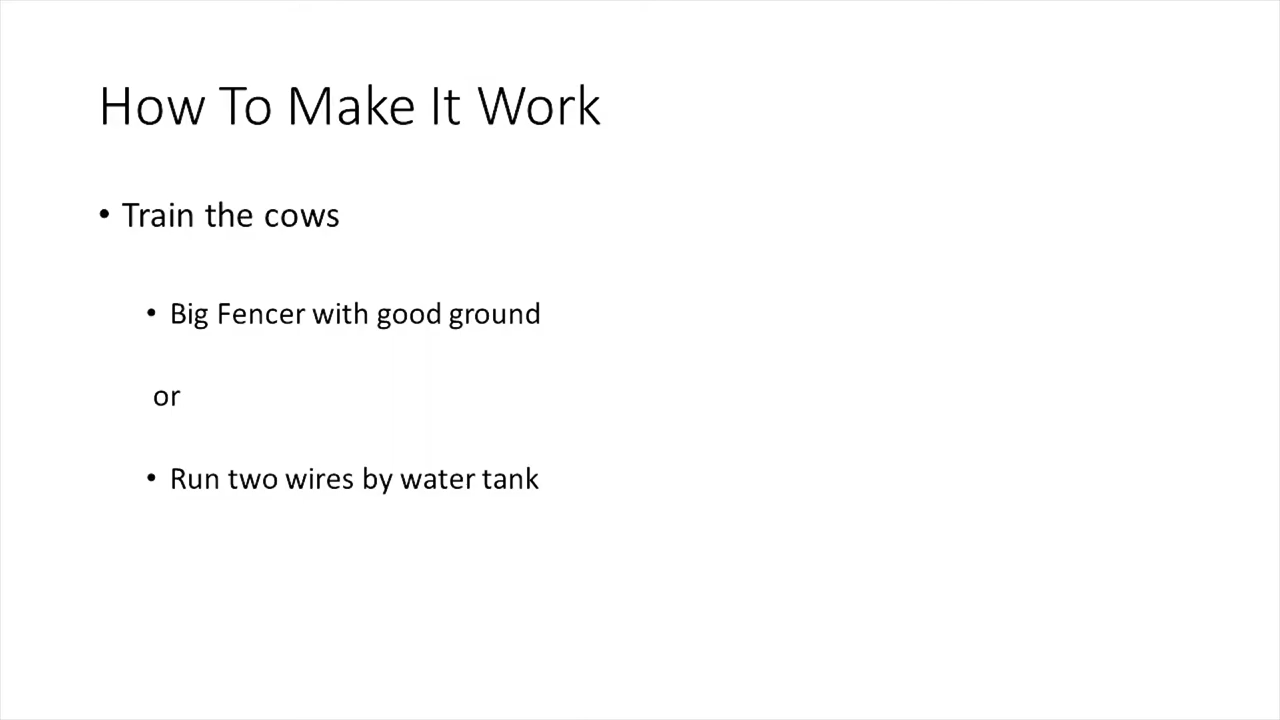 How To Make It Work
• Train the cows
• Big Fencer with good ground
or
• Run two wires by water tank